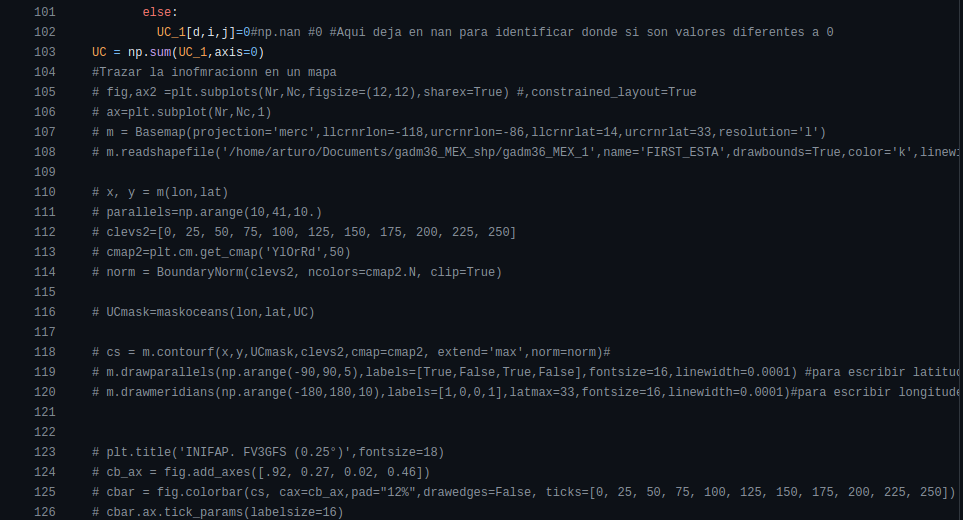 101 else:
102 UC_1[d,i,j]=0#np.nan #0 #Aqui deja en nan para identificar donde si son valores diferentes a 0
103 UC = np.sum(UC_1,axis=0)
104 #Trazar la inofmracionn en un mapa
105 # fig,ax2 =plt.subplots(Nr,Nc,figsize=(12,12),sharex=True) #,constrained_layout=True
106 # ax=plt.subplot(Nr,Nc,1)
107 # m = Basemap(projection='merc',llcrnrlon=-118,urcrnrlon=-86,llcrnrlat=14,urcrnrlat=33,resolution='l')
108 # m.readshapefile('/home/arturo/Documents/gadm36_MEX_shp/gadm36_MEX_1',name='FIRST_ESTA',drawbounds=True,color='k',linewi
109
110 # x, y = m(lon,lat)
111 # parallels=np.arange(10,41,10.)
112 # clevs2=[0, 25, 50, 75, 100, 125, 150, 175, 200, 225, 250]
113 # cmap2=plt.cm.get_cmap('YlOrRd',50)
114 # norm = BoundaryNorm(clevs2, ncolors=cmap2.N, clip=True)
115
116 # UCmask=maskoceans(lon,lat,UC)
117
118 # cs = m.contourf(x,y,UCmask,clevs2,cmap=cmap2, extend='max',norm=norm)#
119 # m.drawparallels(np.arange(-90,90,5),labels=[True,False,True,False],fontsize=16,linewidth=0.0001) #para escribir latitud
120 # m.drawmeridians(np.arange(-180,180,10),labels=[1,0,0,1],latmax=33,fontsize=16,linewidth=0.0001)#para escribir longitude
121
122
123 # plt.title('INIFAP. FV3GFS (0.25°)',fontsize=18)
124 # cb_ax = fig.add_axes([.92, 0.27, 0.02, 0.46])
125 # cbar = fig.colorbar(cs, cax=cb_ax,pad="12%",drawedges=False, ticks=[0, 25, 50, 75, 100, 125, 150, 175, 200, 225, 250])
126 # cbar.ax.tick_params(labelsize=16)